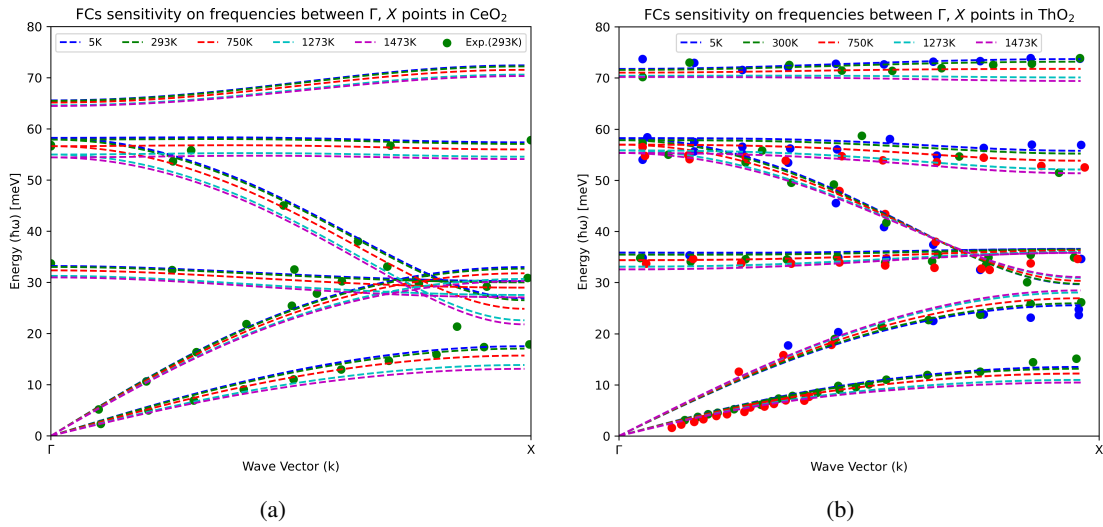 FCs sensitivity on frequencies between Γ, X points in CeO₂
5K 293K 750K 1273K 1473K Exp.(293K)
Energy (ħω) [meV]
70
60
50
40
30
20
10
0
Γ
X
Wave Vector (k)
(a)
FCs sensitivity on frequencies between Γ, X points in ThO₂
5K 300K 750K 1273K 1473K
Energy (ħω) [meV]
80
70
60
50
40
30
20
10
0
Γ
X
Wave Vector (k)
(b)